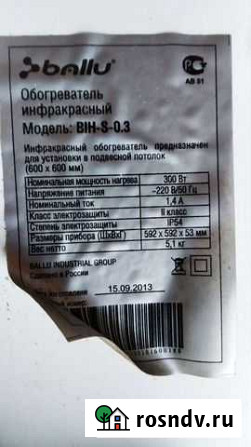 ballu
АВ 51
Обогреватель
инфракрасный
Модель: BIH-S-0.3
Инфракрасный обогреватель предназначен
для установки в подвесной потолок
(600 х 600 мм)
Номинальная мощность нагрева 300 Вт
Напряжение питания ~220 В/50 Гц
Номинальный ток 1,4 А
Класс электрозащиты II класс
Степень электрозащиты IP54
Размеры прибора (ШхВхГ) 592 х 592 х 53 мм
Вес нетто 5,1 кг
BALLU INDUSTRIAL GROUP
Сделано в России
15.09.2013
rosndv.ru